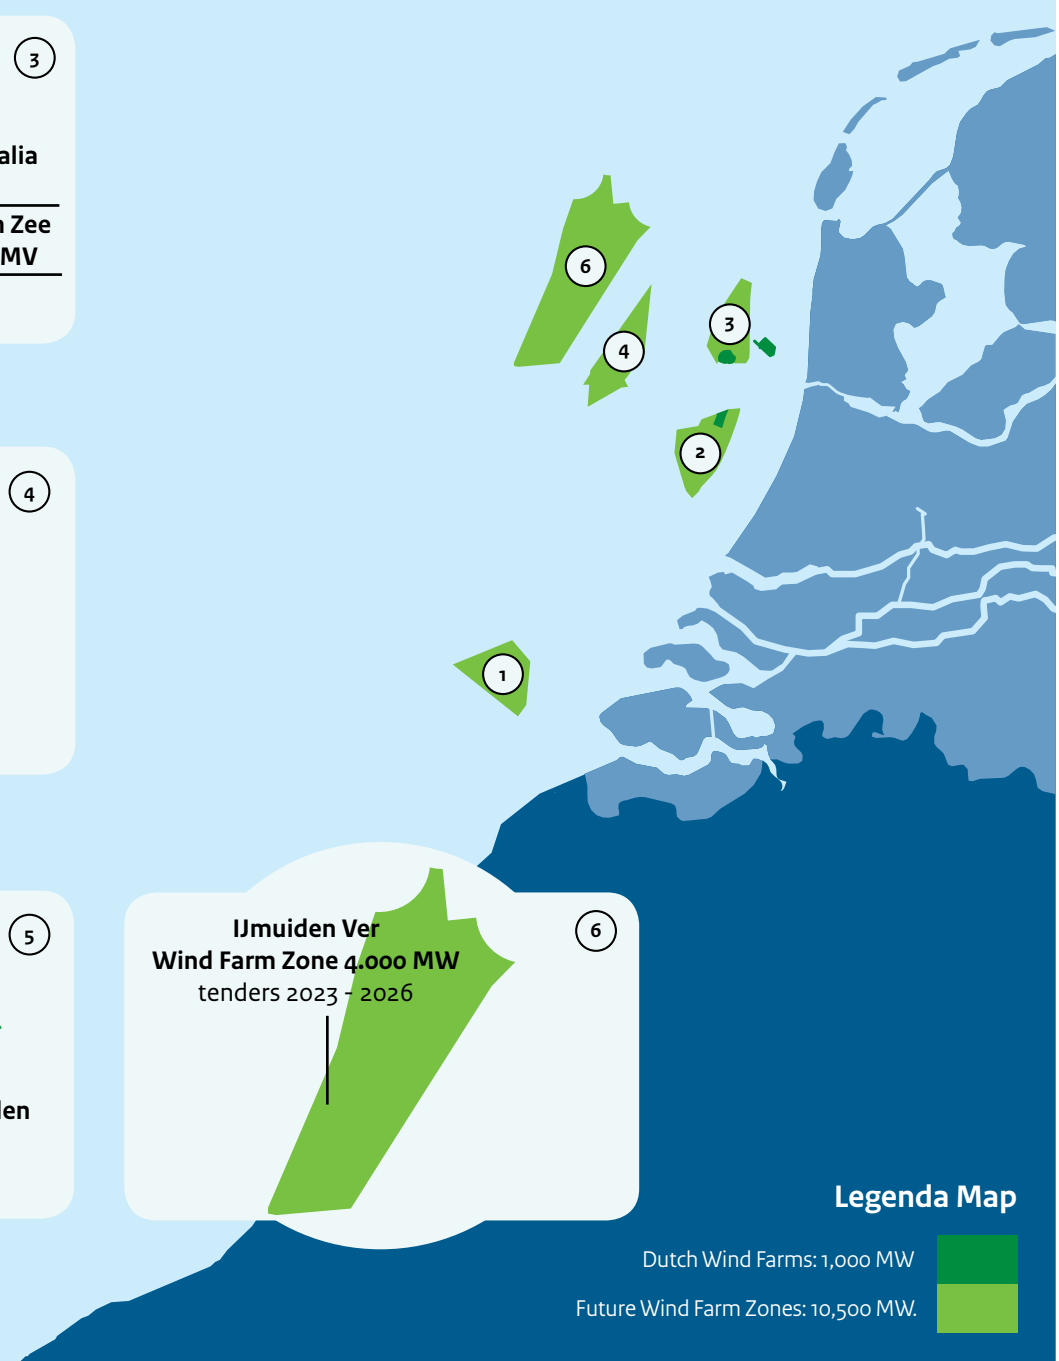 3
alia
n Zee
MV
4
5
len
6
4
3
2
1
IJmuiden Ver
Wind Farm Zone 4.000 MW
tenders 2023 - 2026
6
Legenda Map
Dutch Wind Farms: 1,000 MW
Future Wind Farm Zones: 10,500 MW.